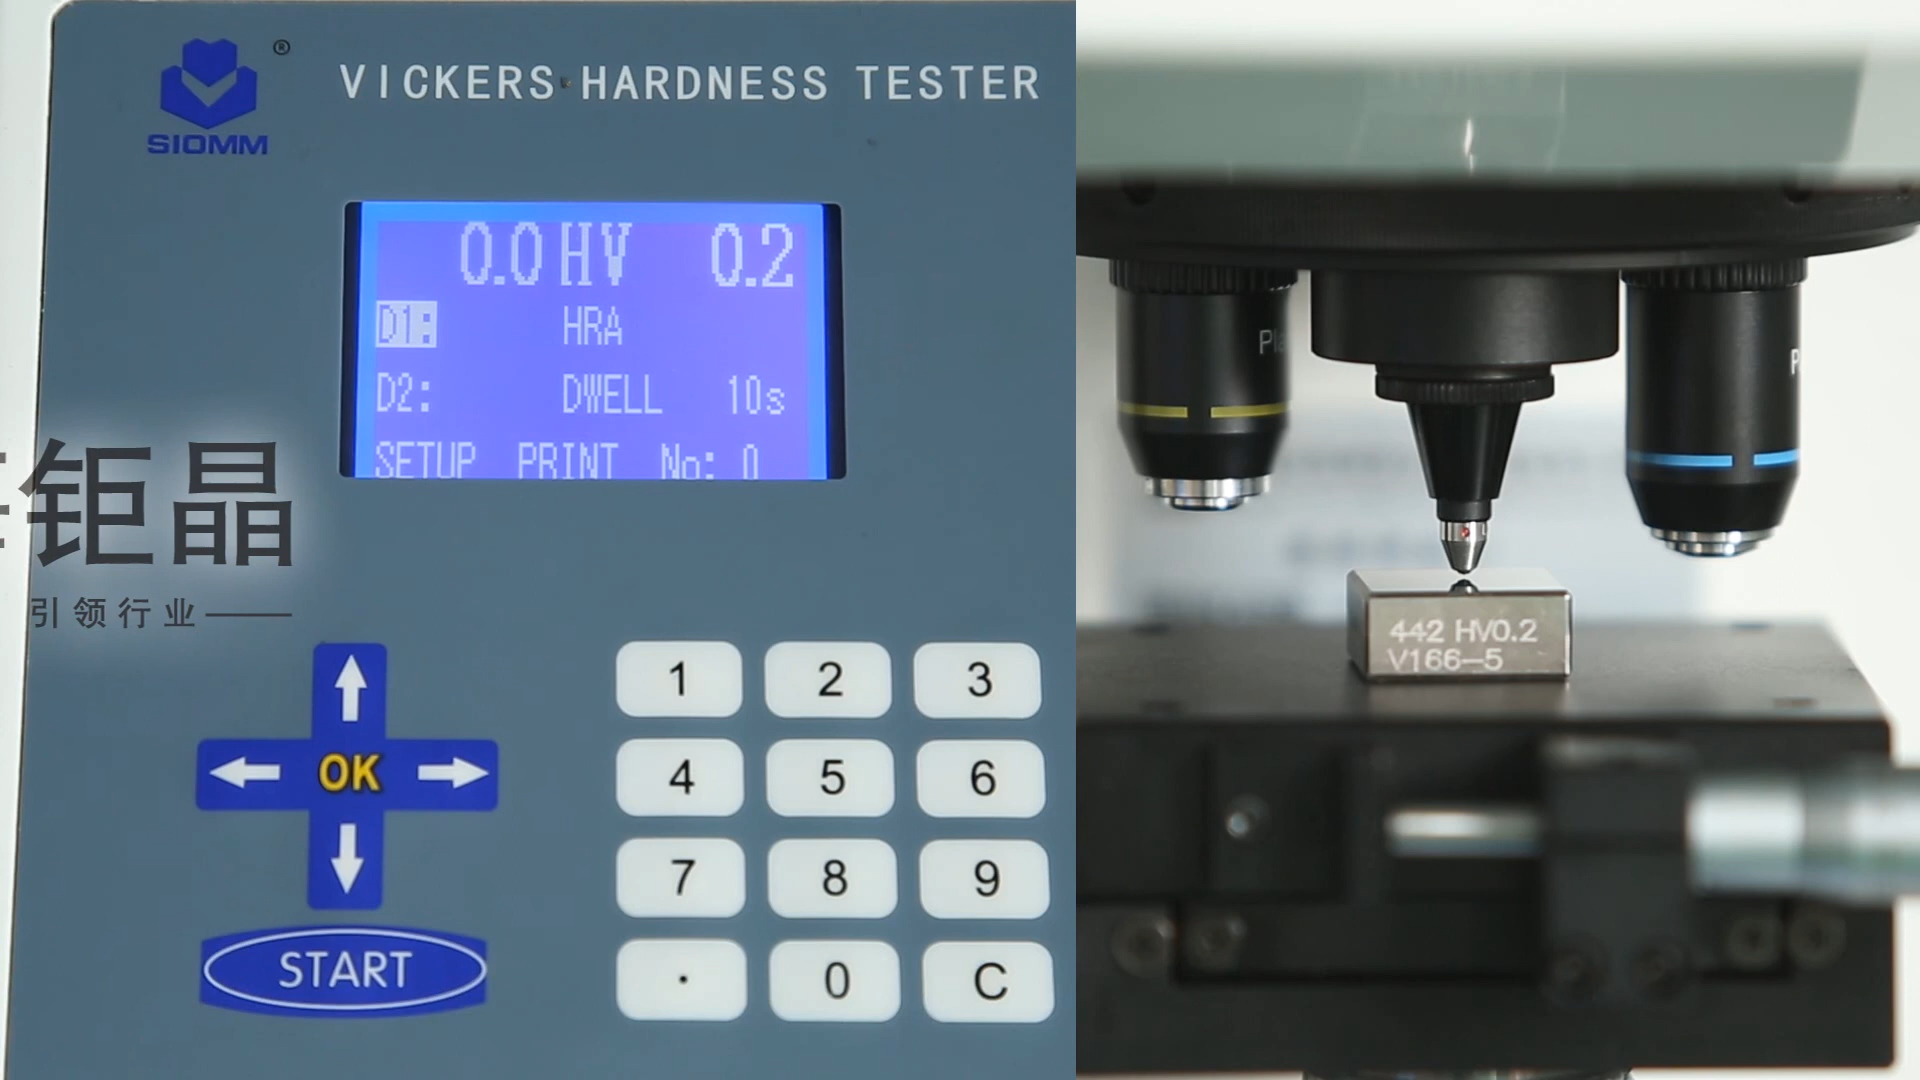 ®
SIOMM
VICKERS HARDNESS TESTER
0.0 HV 0.2
D1: HRA
D2: DWELL 10s
SETUP PRINT No: 0
钜晶
引领行业——
OK
START
1 2 3
4 5 6
7 8 9
. 0 C
442 HV0.2
V166-5